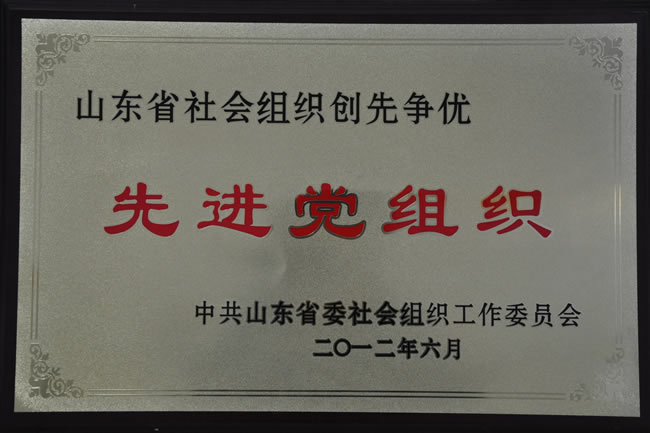 山东省社会组织创先争优
先进党组织
中共山东省委社会组织工作委员会
二〇一二年六月